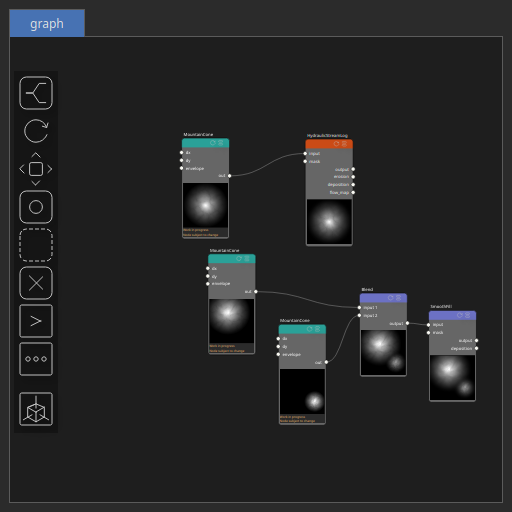 graph
MountainCone
dx
dy
envelope
out
Work in progress
Node subject to change
HydraulicStreamLog
input
mask
output
erosion
deposition
flow_map
MountainCone
dx
dy
envelope
out
Work in progress
Node subject to change
MountainCone
dx
dy
envelope
out
Work in progress
Node subject to change
Blend
input 1
input 2
output
SmoothFill
input
mask
output
deposition